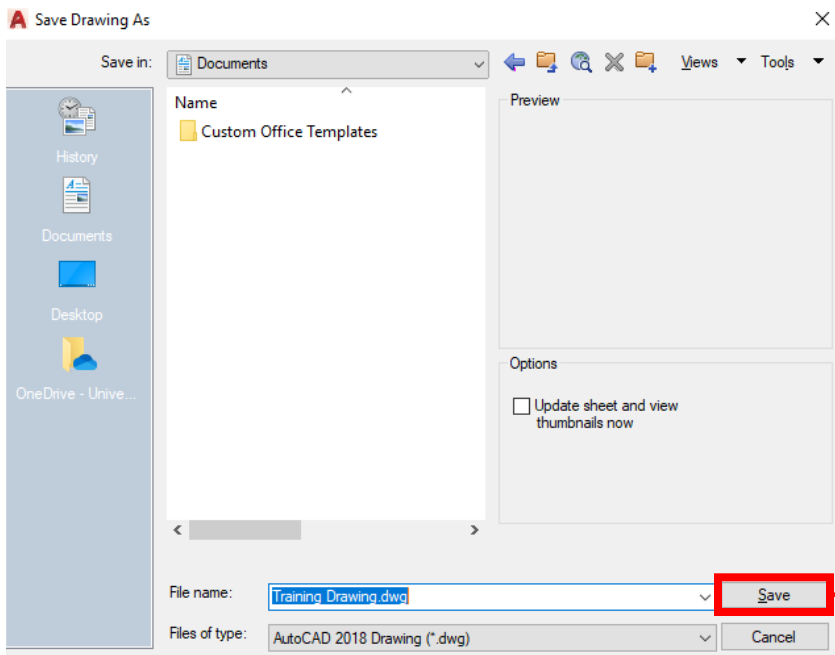 Save Drawing As
Save in: Documents Views Tools
Name
Custom Office Templates
History
Documents
Desktop
OneDrive - Unive...
Preview
Options
Update sheet and view
thumbnails now
File name: Training Drawing.dwg Save
Files of type: AutoCAD 2018 Drawing (*.dwg) Cancel